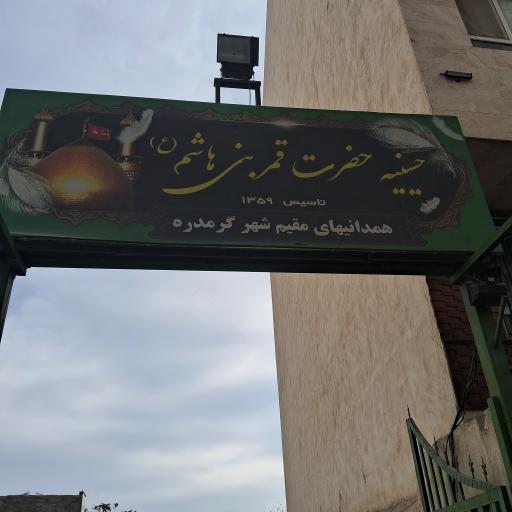 حسینیه حضرت قمر بنی هاشم (ع)
تاسیس ۱۳۵۹
همدانیهای مقیم شهر گرمدره